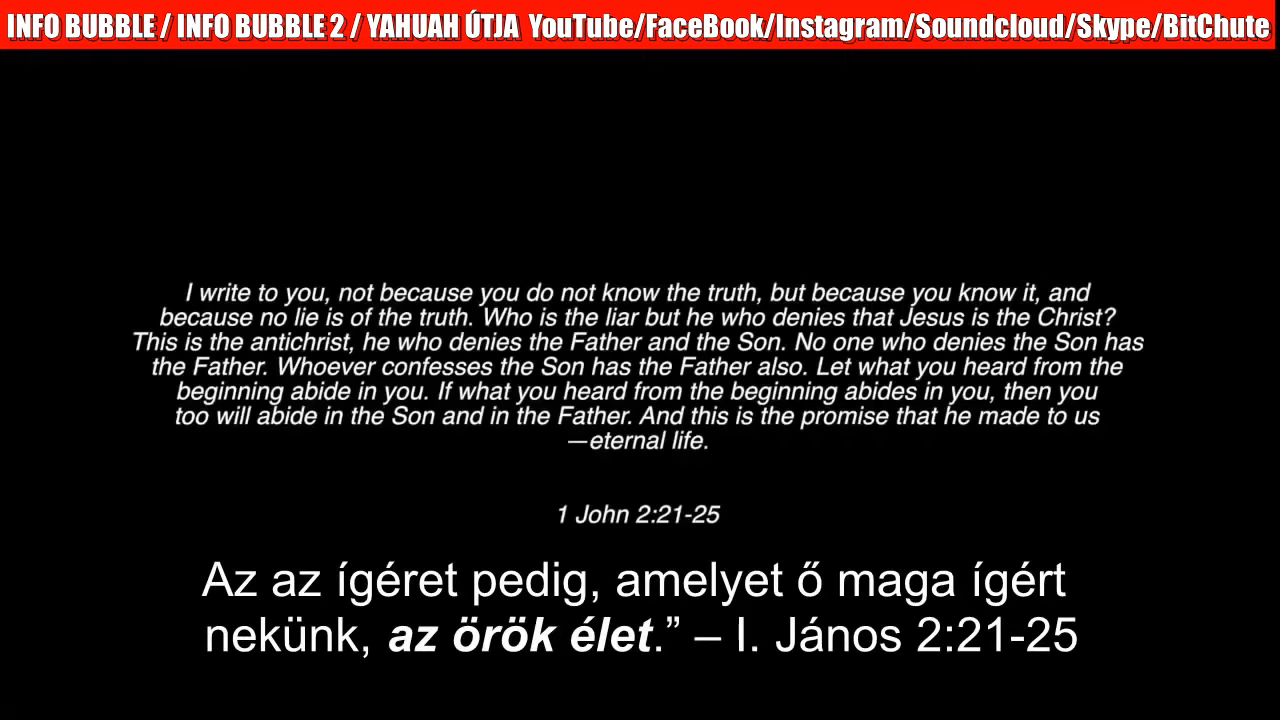 INFO BUBBLE / INFO BUBBLE 2 / YAHUAH ÚTJA YouTube/FaceBook/Instagram/Soundcloud/Skype/BitChute
I write to you, not because you do not know the truth, but because you know it, and
because no lie is of the truth. Who is the liar but he who denies that Jesus is the Christ?
This is the antichrist, he who denies the Father and the Son. No one who denies the Son has
the Father. Whoever confesses the Son has the Father also. Let what you heard from the
beginning abide in you. If what you heard from the beginning abides in you, then you
too will abide in the Son and in the Father. And this is the promise that he made to us
—eternal life.
1 John 2:21-25
Az az ígéret pedig, amelyet ő maga ígért
nekünk, az örök élet.” – I. János 2:21-25